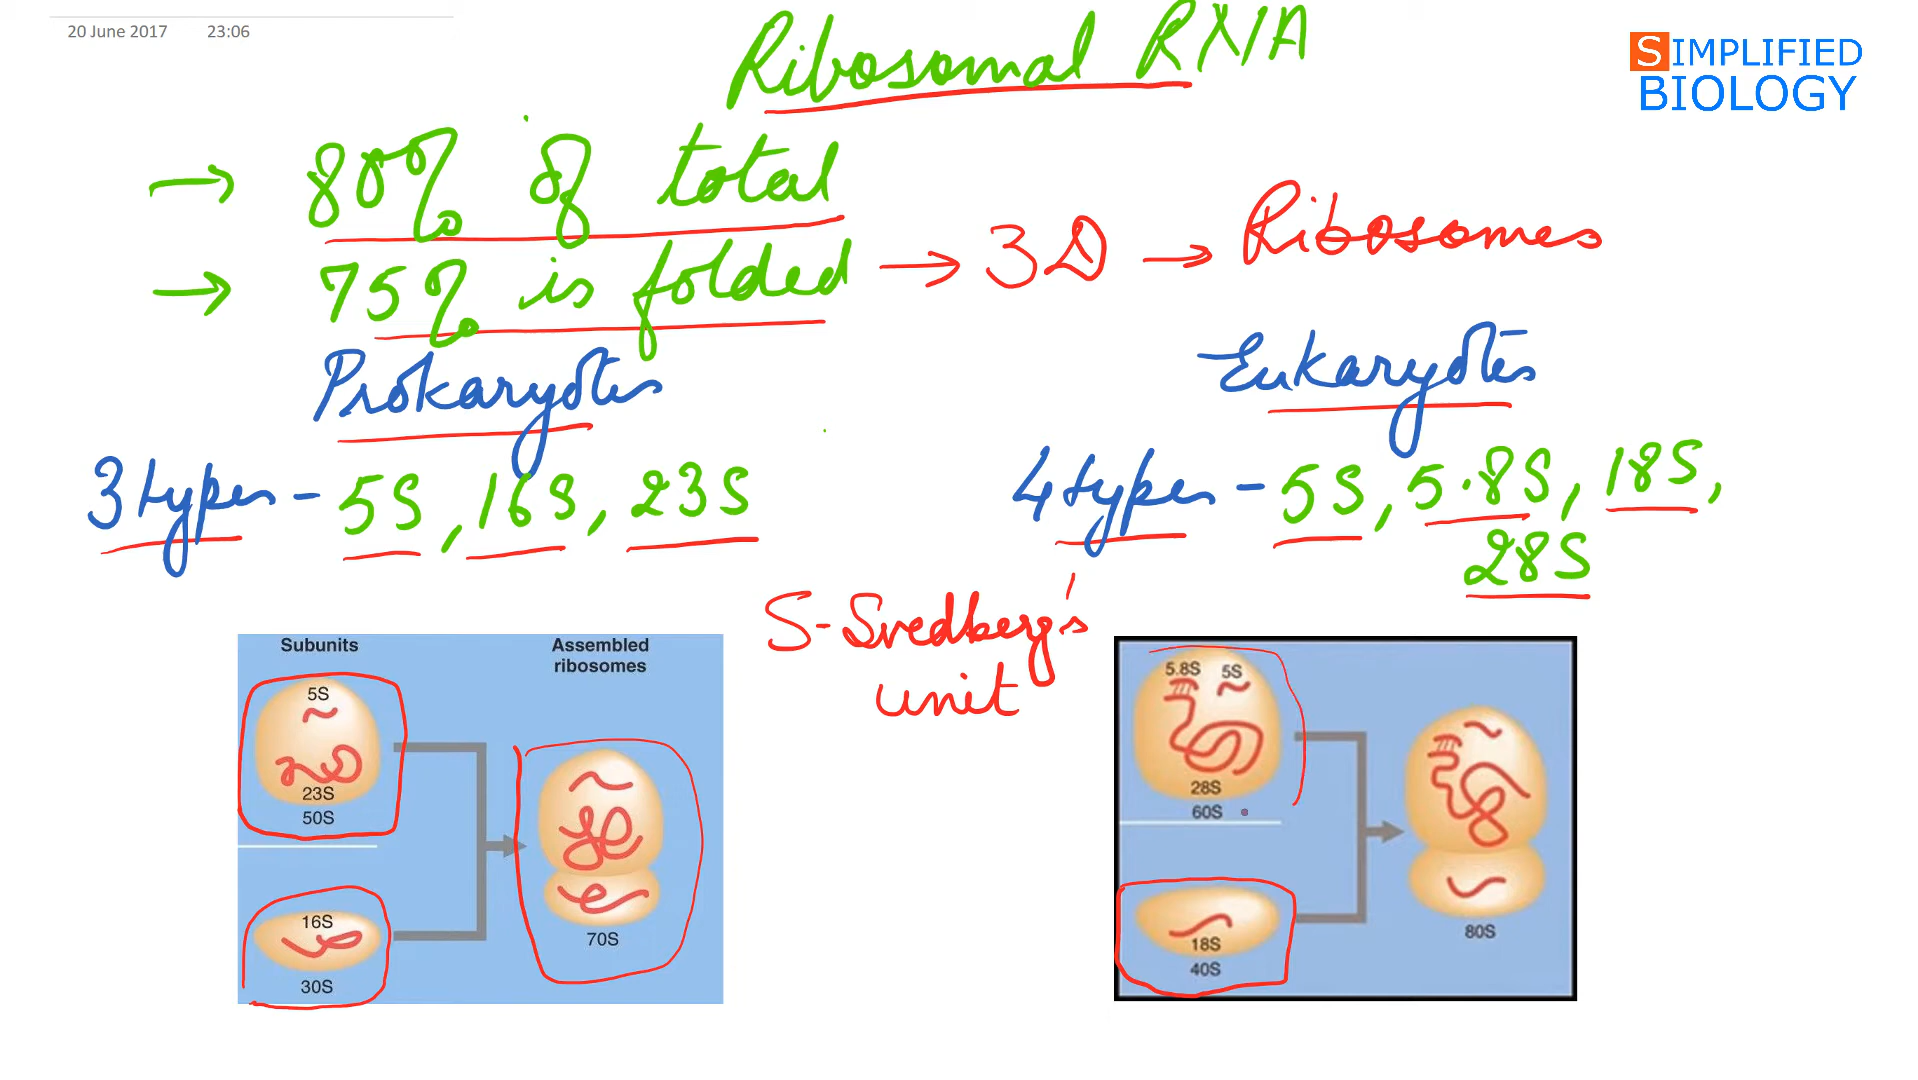 20 June 2017 23:06
Ribosomal RNA
SIMPLIFIED
BIOLOGY
→ 80% of total
→ 75% is folded → 3D → Ribosomes
Prokaryotes
3 types - 5S, 16S, 23S
Eukaryotes
4 types - 5S, 5.8S, 18S,
28S
S - Svedberg's
unit
Subunits
Assembled
ribosomes
5S
23S
50S
16S
30S
70S
5.8S 5S
28S
60S
18S
40S
80S